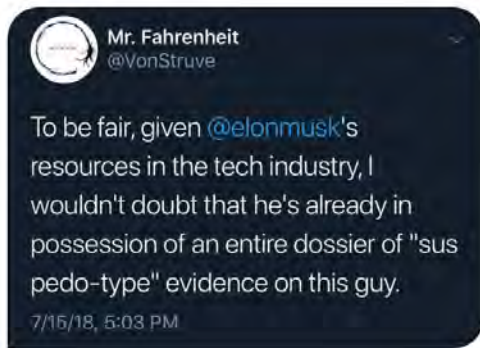 Mr. Fahrenheit
@VonStruve
To be fair, given @elonmusk's
resources in the tech industry, I
wouldn't doubt that he's already in
possession of an entire dossier of "sus
pedo-type" evidence on this guy.
7/15/18, 5:03 PM